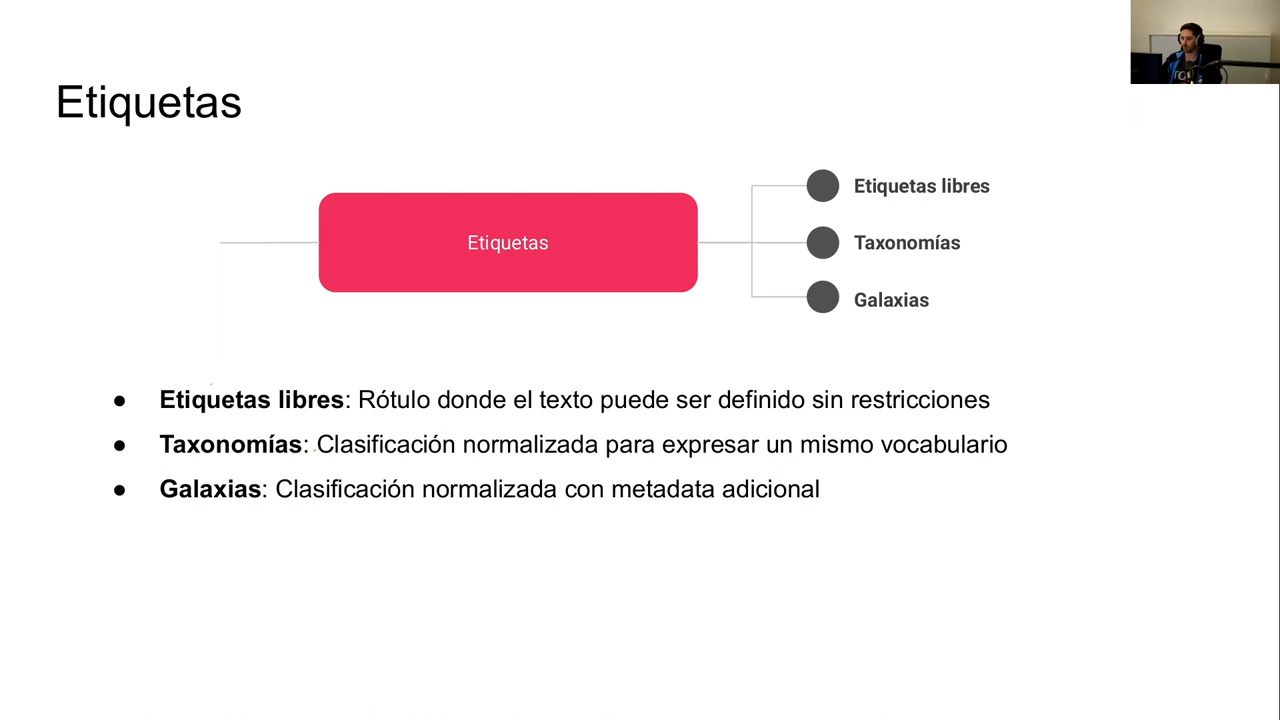 Etiquetas
Etiquetas
Etiquetas libres
Taxonomías
Galaxias
● Etiquetas libres: Rótulo donde el texto puede ser definido sin restricciones
● Taxonomías: Clasificación normalizada para expresar un mismo vocabulario
● Galaxias: Clasificación normalizada con metadata adicional